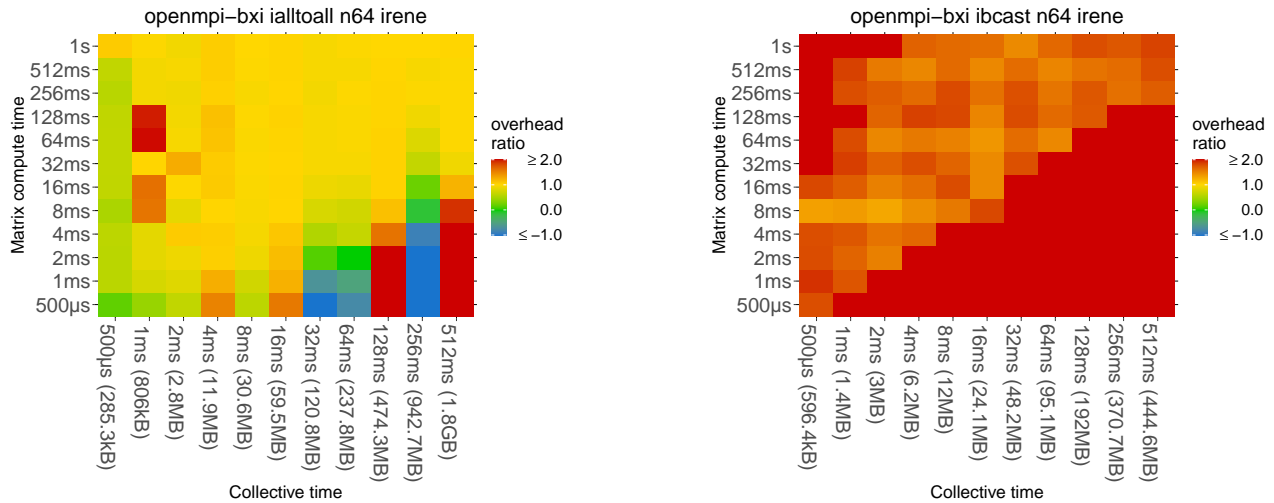 openmpi−bxi ialltoall n64 irene
Matrix compute time
1s
512ms
256ms
128ms
64ms
32ms
16ms
8ms
4ms
2ms
1ms
500µs
500µs (285.3kB)
1ms (806kB)
2ms (2.8MB)
4ms (11.9MB)
8ms (30.6MB)
16ms (59.5MB)
32ms (120.8MB)
64ms (237.8MB)
128ms (474.3MB)
256ms (942.7MB)
512ms (1.8GB)
Collective time
overhead
ratio
≥ 2.0
1.0
0.0
≤ −1.0
openmpi−bxi ibcast n64 irene
Matrix compute time
1s
512ms
256ms
128ms
64ms
32ms
16ms
8ms
4ms
2ms
1ms
500µs
500µs (596.4kB)
1ms (1.4MB)
2ms (3MB)
4ms (6.2MB)
8ms (12MB)
16ms (24.1MB)
32ms (48.2MB)
64ms (95.1MB)
128ms (192MB)
256ms (370.7MB)
512ms (444.6MB)
Collective time
overhead
ratio
≥ 2.0
1.0
0.0
≤ −1.0